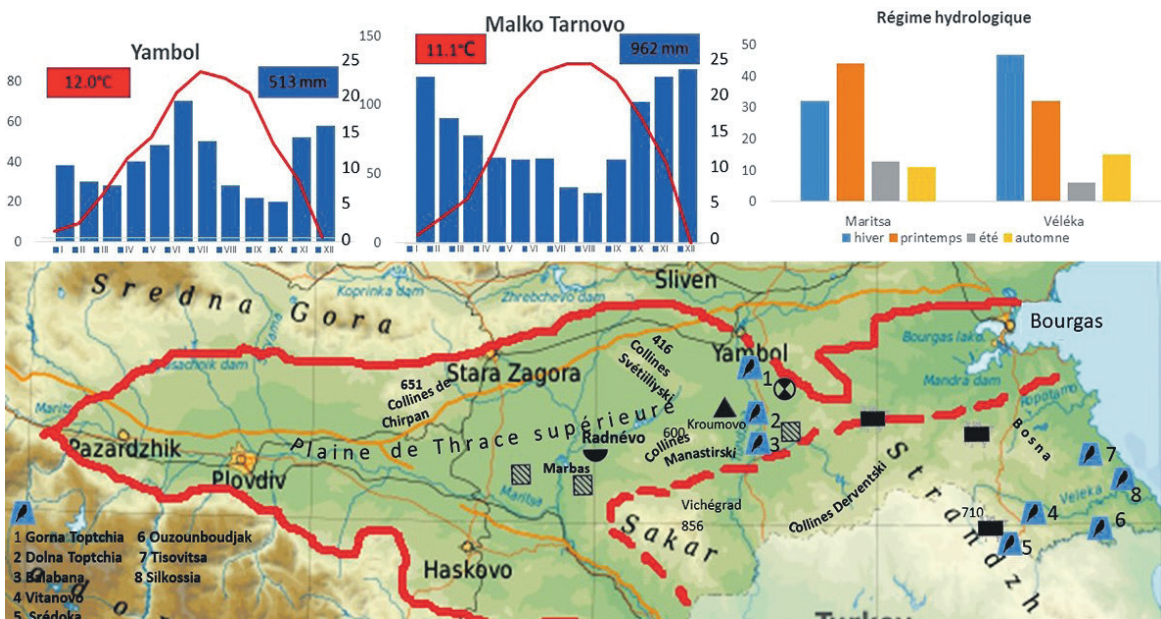 Yambol
12.0°C
513 mm
80
60
40
20
0
25
20
15
10
5
0
I II III IV V VI VII VIII IX X XI XII
Malko Tarnovo
11.1°C
962 mm
150
100
50
0
25
20
15
10
5
0
I II III IV V VI VII VIII IX X XI XII
Régime hydrologique
50
40
30
20
10
0
Maritsa Véléka
hiver printemps été automne
Sredna Gora
Koprinka dam
Zhrebchevo dam
Sliven
Bourgas
Bourgas lake
Mandra dam
Ropotamo
Yambol
416
Collines
Svétiliyski
Stara Zagora
651
Collines de
Chirpan
Maritsa
Pazardzhik
Plovdiv
Plaine de Thrace supérieure
Radnévo
Marbas
Maritsa
Kroumovo
600
Collines
Manastirski
1
2
3
Vichégrad
856
Sakar
Collines Derventski
Strandzh
Bosna
710
Veleka
4
5
6
7
8
Haskovo
Turkey
1 Gorna Toptchia 6 Ouzounboudjak
2 Dolna Toptchia 7 Tisovitsa
3 Balabana 8 Silkossia
4 Vitanovo
5 Srédoka